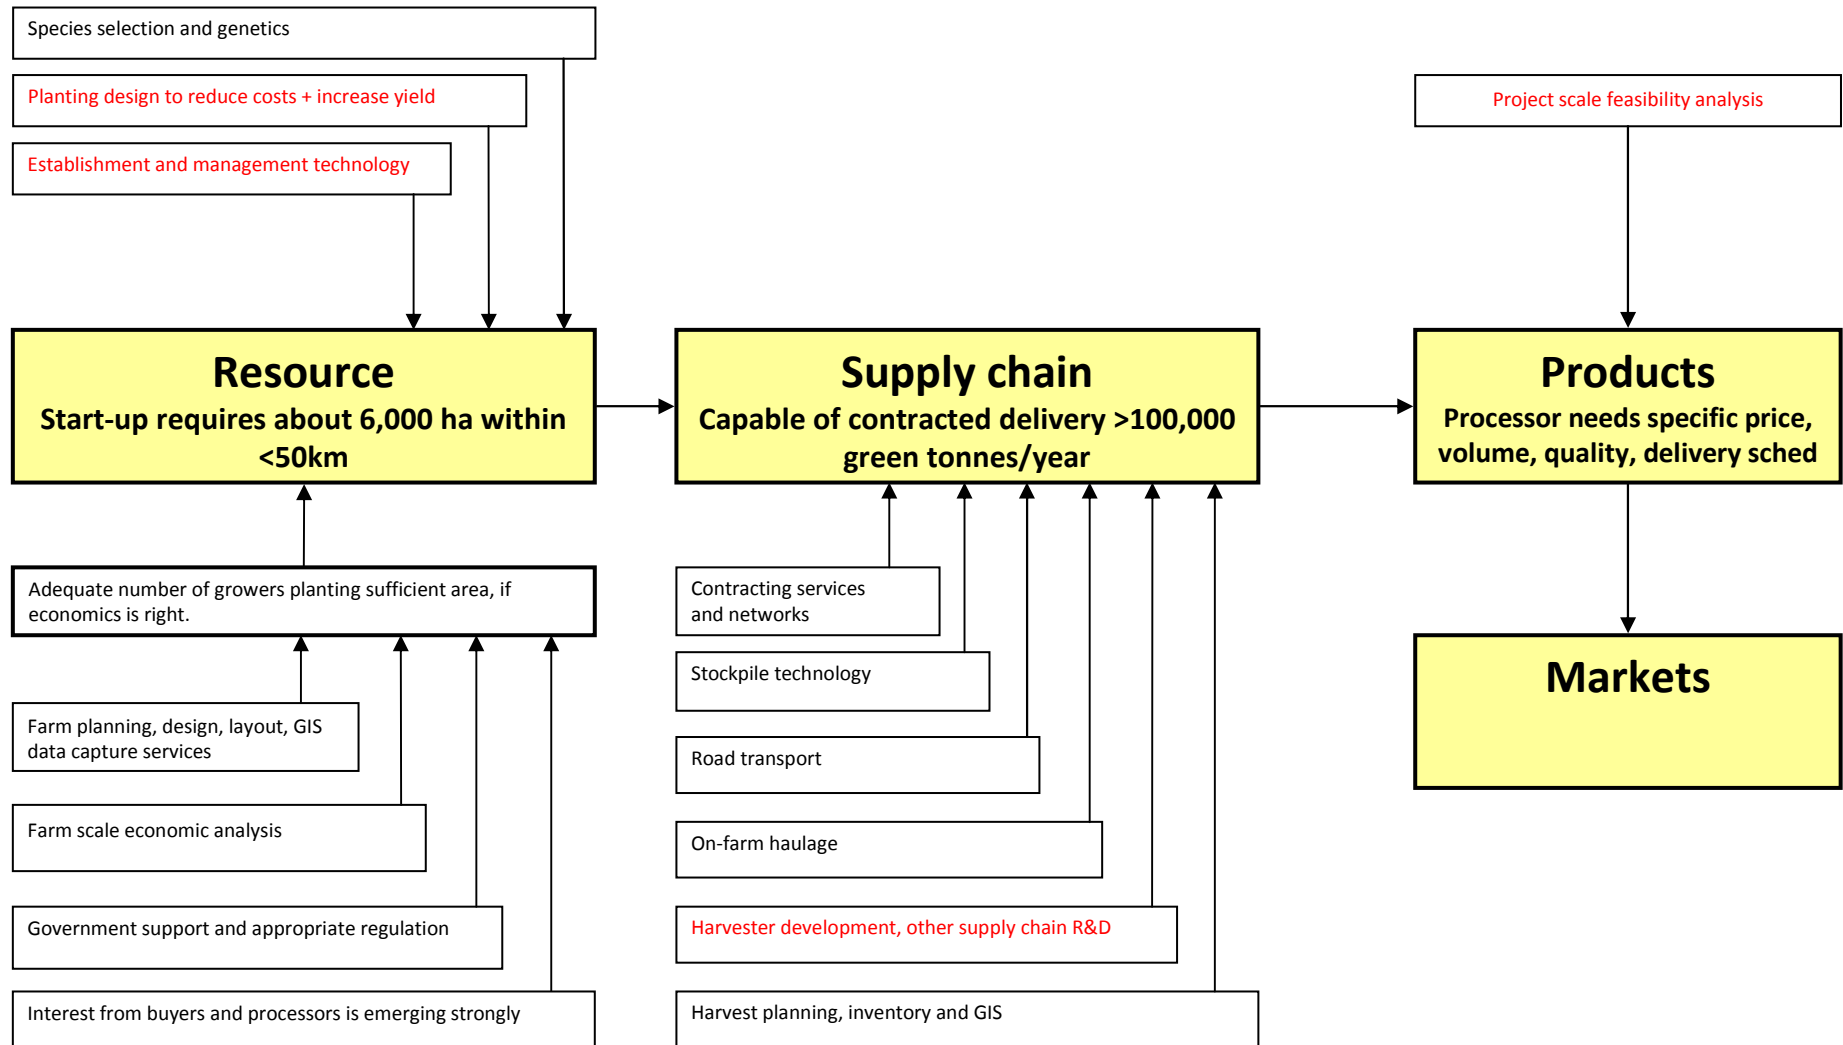 Species selection and genetics
Planting design to reduce costs + increase yield
Establishment and management technology
Project scale feasibility analysis
Resource
Start-up requires about 6,000 ha within
<50km
Supply chain
Capable of contracted delivery >100,000
green tonnes/year
Products
Processor needs specific price,
volume, quality, delivery sched
Adequate number of growers planting sufficient area, if
economics is right.
Farm planning, design, layout, GIS
data capture services
Farm scale economic analysis
Government support and appropriate regulation
Interest from buyers and processors is emerging strongly
Contracting services
and networks
Stockpile technology
Road transport
On-farm haulage
Harvester development, other supply chain R&D
Harvest planning, inventory and GIS
Markets